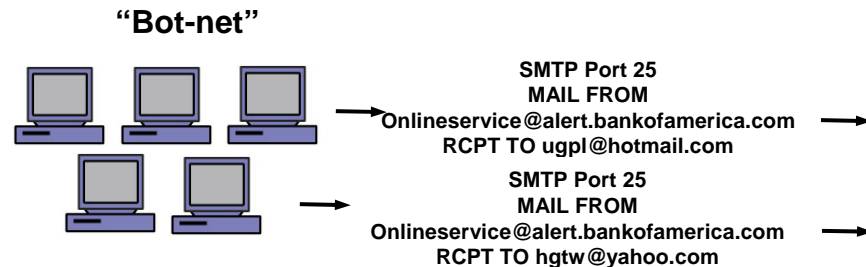 “Bot-net”
SMTP Port 25
MAIL FROM
Onlineservice@alert.bankofamerica.com
RCPT TO ugpl@hotmail.com
SMTP Port 25
MAIL FROM
Onlineservice@alert.bankofamerica.com
RCPT TO hgtw@yahoo.com